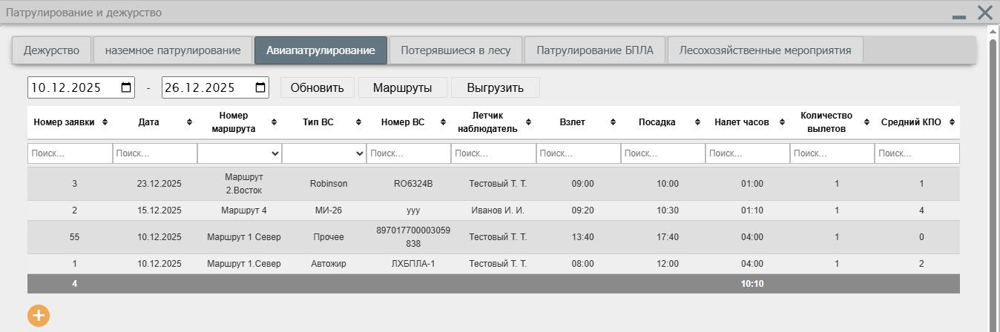 Патрулирование и дежурство
Дежурство наземное патрулирование Авиапатрулирование Потерявшиеся в лесу Патрулирование БПЛА Лесохозяйственные мероприятия
10.12.2025 - 26.12.2025 Обновить Маршруты Выгрузить
Номер заявки Дата Номер маршрута Тип ВС Номер ВС Летчик наблюдатель Взлет Посадка Налет часов Количество вылетов Средний КПО
Поиск... Поиск... Поиск... Поиск... Поиск... Поиск... Поиск... Поиск... Поиск...
3 23.12.2025 Маршрут 2.Восток Robinson RO6324B Тестовый Т. Т. 09:00 10:00 01:00 1 1
2 15.12.2025 Маршрут 4 МИ-26 ууу Иванов И. И. 09:20 10:30 01:10 1 4
55 10.12.2025 Маршрут 1 Север Прочее 897017700003059838 Тестовый Т. Т. 13:40 17:40 04:00 1 0
1 10.12.2025 Маршрут 1.Север Автожир ЛХБПЛА-1 Тестовый Т. Т. 08:00 12:00 04:00 1 2
4 10:10